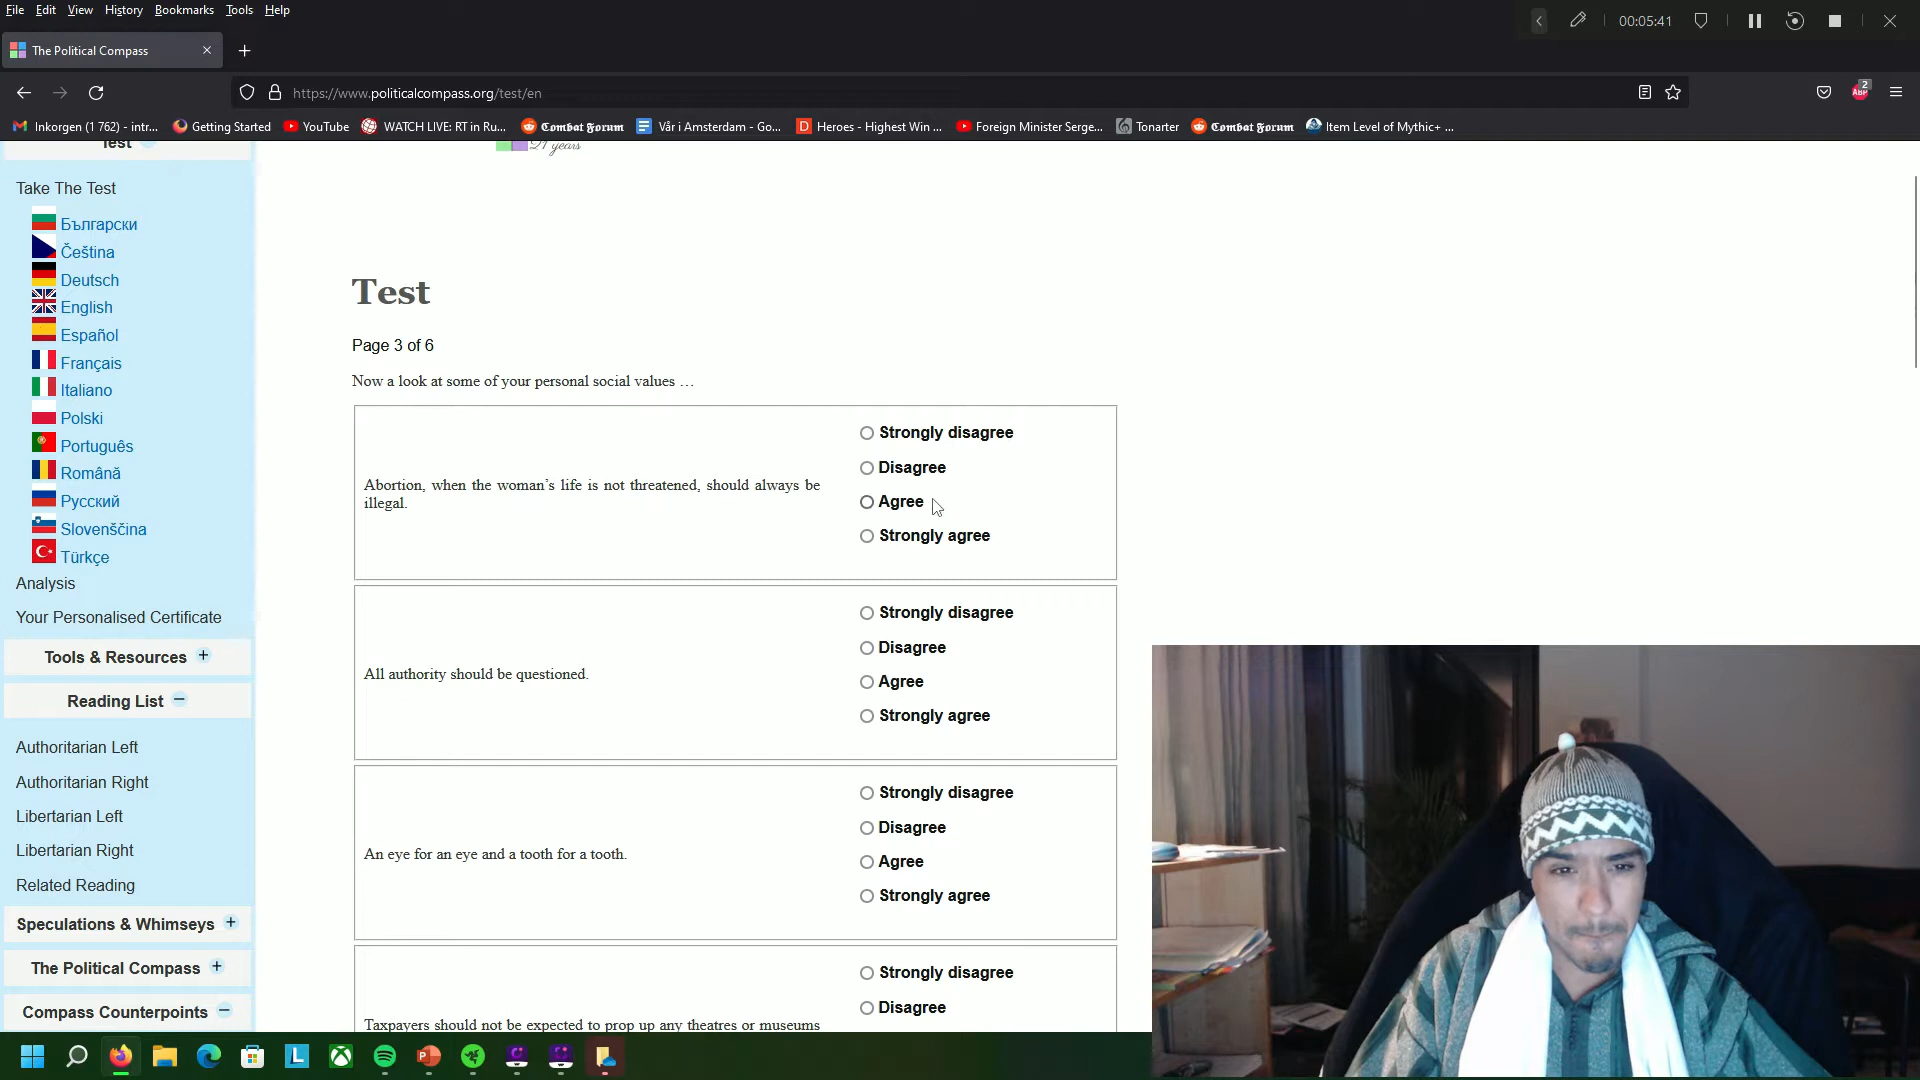 File Edit View History Bookmarks Tools Help
00:05:41
The Political Compass
https://www.politicalcompass.org/test/en
2
ABP
Inkorgen (1 762) - intr... Getting Started YouTube WATCH LIVE: RT in Ru... Combat Forum Vår i Amsterdam - Go... Heroes - Highest Win ... Foreign Minister Serge... Tonarter Combat Forum Item Level of Mythic+ ...
Test
21 years
Take The Test
Български
Čeština
Deutsch
English
Español
Français
Italiano
Polski
Português
Română
Русский
Slovenščina
Türkçe
Analysis
Your Personalised Certificate
Tools & Resources +
Reading List −
Authoritarian Left
Authoritarian Right
Libertarian Left
Libertarian Right
Related Reading
Speculations & Whimseys +
The Political Compass +
Compass Counterpoints −
Test
Page 3 of 6
Now a look at some of your personal social values …
Abortion, when the woman’s life is not threatened, should always be
illegal.
Strongly disagree
Disagree
Agree
Strongly agree
All authority should be questioned.
Strongly disagree
Disagree
Agree
Strongly agree
An eye for an eye and a tooth for a tooth.
Strongly disagree
Disagree
Agree
Strongly agree
Taxpayers should not be expected to prop up any theatres or museums
Strongly disagree
Disagree